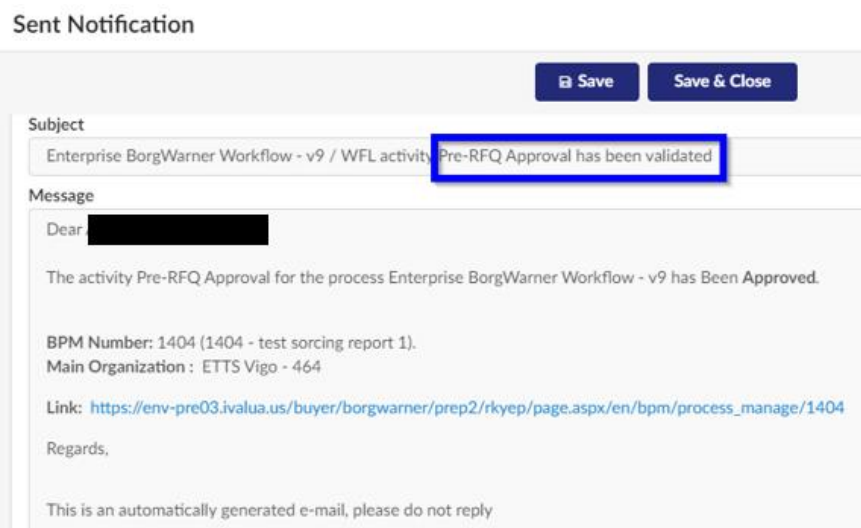 Sent Notification
Save
Save & Close
Subject
Enterprise BorgWarner Workflow - v9 / WFL activity Pre-RFQ Approval has been validated
Message
Dear
The activity Pre-RFQ Approval for the process Enterprise BorgWarner Workflow - v9 has Been Approved.
BPM Number: 1404 (1404 - test sorcing report 1).
Main Organization : ETTS Vigo - 464
Link: https://env-pre03.ivalua.us/buyer/borgwarner/prep2/rkyep/page.aspx/en/bpm/process_manage/1404
Regards,
This is an automatically generated e-mail, please do not reply